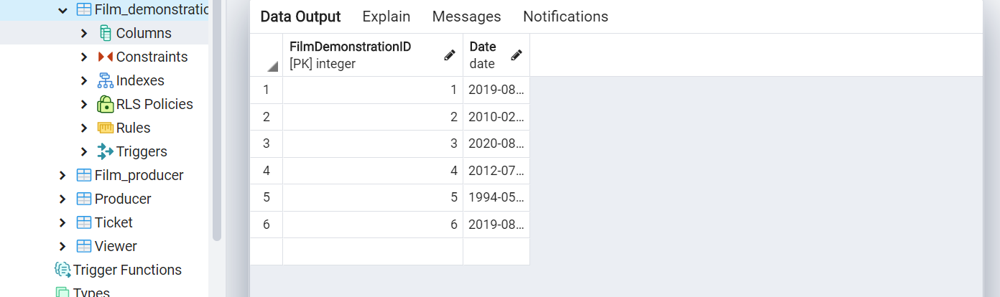 Film_demonstratio
Columns
Constraints
Indexes
RLS Policies
Rules
Triggers
Film_producer
Producer
Ticket
Viewer
Trigger Functions
Types
Data Output Explain Messages Notifications
FilmDemonstrationID Date
[PK] integer date
1 1 2019-08...
2 2 2010-02...
3 3 2020-08...
4 4 2012-07...
5 5 1994-05...
6 6 2019-08...